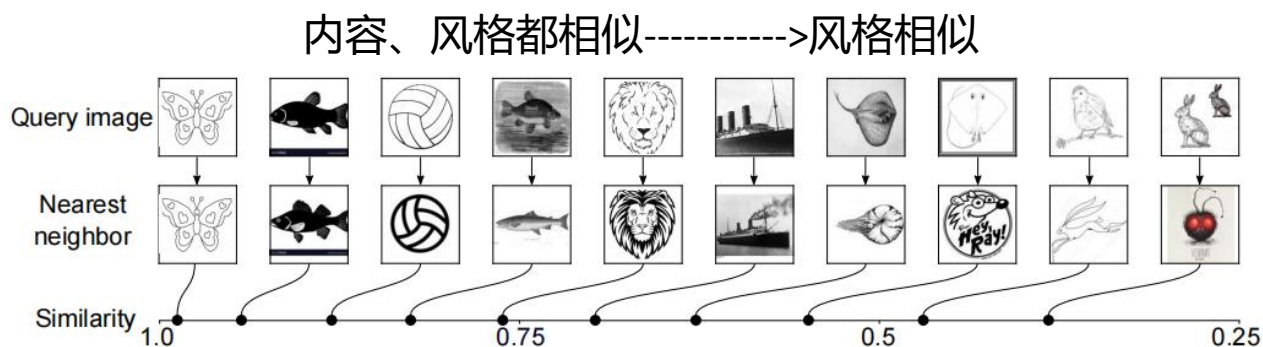 内容、风格都相似----------->风格相似
Query image
Nearest
neighbor
Hey,
Ray!
Similarity
1.0 0.75 0.5 0.25